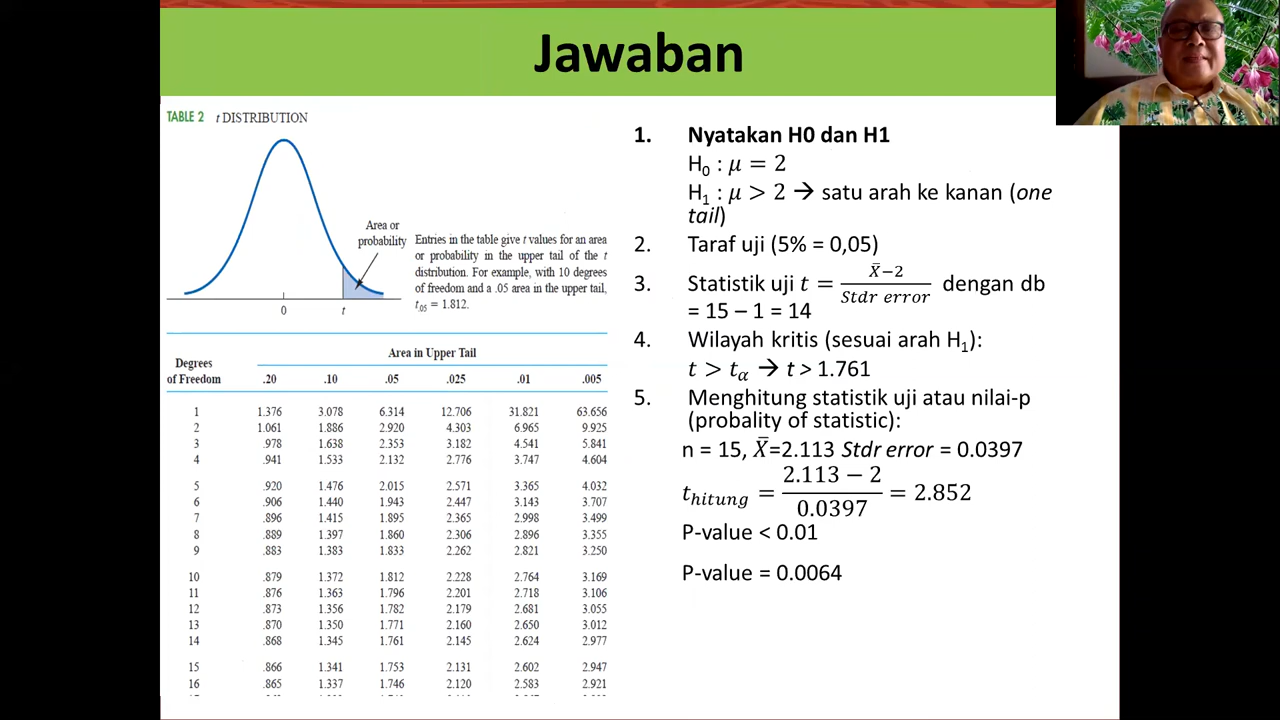 Jawaban
TABLE 2 t DISTRIBUTION
Area or
probability
Entries in the table give t values for an area
or probability in the upper tail of the t
distribution. For example, with 10 degrees
of freedom and a .05 area in the upper tail,
t.05 = 1.812.
0 t
Area in Upper Tail
Degrees
of Freedom .20 .10 .05 .025 .01 .005
1 1.376 3.078 6.314 12.706 31.821 63.656
2 1.061 1.886 2.920 4.303 6.965 9.925
3 .978 1.638 2.353 3.182 4.541 5.841
4 .941 1.533 2.132 2.776 3.747 4.604
5 .920 1.476 2.015 2.571 3.365 4.032
6 .906 1.440 1.943 2.447 3.143 3.707
7 .896 1.415 1.895 2.365 2.998 3.499
8 .889 1.397 1.860 2.306 2.896 3.355
9 .883 1.383 1.833 2.262 2.821 3.250
10 .879 1.372 1.812 2.228 2.764 3.169
11 .876 1.363 1.796 2.201 2.718 3.106
12 .873 1.356 1.782 2.179 2.681 3.055
13 .870 1.350 1.771 2.160 2.650 3.012
14 .868 1.345 1.761 2.145 2.624 2.977
15 .866 1.341 1.753 2.131 2.602 2.947
16 .865 1.337 1.746 2.120 2.583 2.921
1. Nyatakan H0 dan H1
H₀ : μ = 2
H₁ : μ > 2 → satu arah ke kanan (one
tail)
2. Taraf uji (5% = 0,05)
3. Statistik uji t = (X̄−2)/(Stdr error) dengan db
= 15 – 1 = 14
4. Wilayah kritis (sesuai arah H₁):
t > tα → t > 1.761
5. Menghitung statistik uji atau nilai-p
(probality of statistic):
n = 15, X̄=2.113 Stdr error = 0.0397
t hitung = (2.113 − 2)/0.0397 = 2.852
P-value < 0.01
P-value = 0.0064